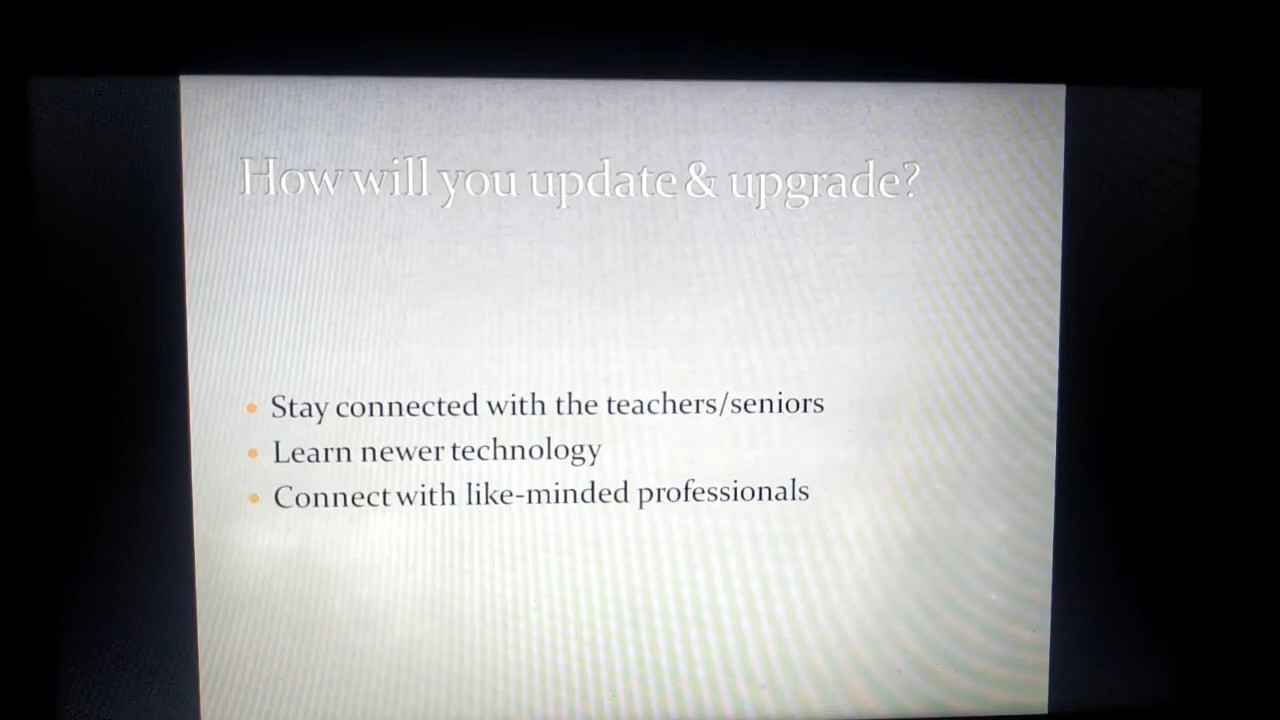 How will you update & upgrade?
• Stay connected with the teachers/seniors
• Learn newer technology
• Connect with like-minded professionals